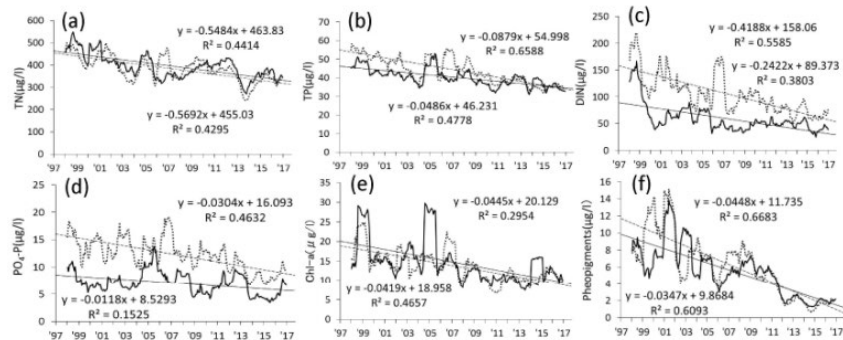 (a)
y = -0.5484x + 463.83
R² = 0.4414
600
500
400
300
200
100
0
TN(μg/l)
y = -0.5692x + 455.03
R² = 0.4295
'97 '99 '01 '03 '05 '07 '09 '11 '13 '15 '17
(b)
y = -0.0879x + 54.998
R² = 0.6588
70
60
50
40
30
20
10
0
TP(μg/l)
y = -0.0486x + 46.231
R² = 0.4778
'97 '99 '01 '03 '05 '07 '09 '11 '13 '15 '17
(c)
y = -0.4188x + 158.06
R² = 0.5585
y = -0.2422x + 89.373
R² = 0.3803
250
200
150
100
50
0
DIN(μg/l)
'97 '99 '01 '03 '05 '07 '09 '11 '13 '15 '17
(d)
y = -0.0304x + 16.093
R² = 0.4632
25
20
15
10
5
0
PO₄-P(μg/l)
y = -0.0118x + 8.5293
R² = 0.1525
'97 '99 '01 '03 '05 '07 '09 '11 '13 '15 '17
(e)
y = -0.0445x + 20.129
R² = 0.2954
35
30
25
20
15
10
5
0
Chl-a(μg/l)
y = -0.0419x + 18.958
R² = 0.4657
'97 '99 '01 '03 '05 '07 '09 '11 '13 '15 '17
(f)
y = -0.0448x + 11.735
R² = 0.6683
16
14
12
10
8
6
4
2
0
Pheopigments(μg/l)
y = -0.0347x + 9.8684
R² = 0.6093
'97 '99 '01 '03 '05 '07 '09 '11 '13 '15 '17